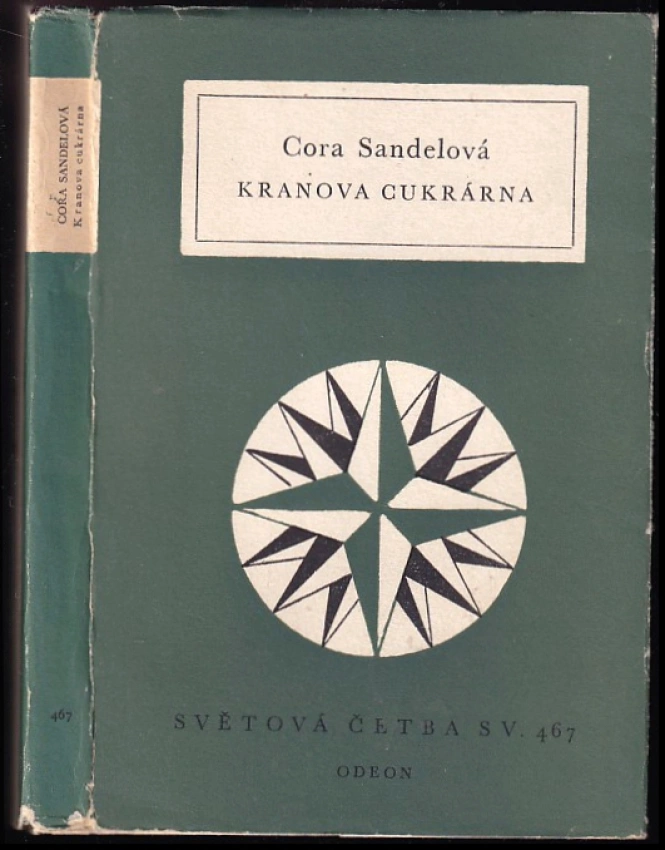 Cora Sandelová
KRANOVA CUKRÁRNA
SVĚTOVÁ ČETBA SV. 467
ODEON
CORA SANDELOVÁ
Kranova cukrárna
467